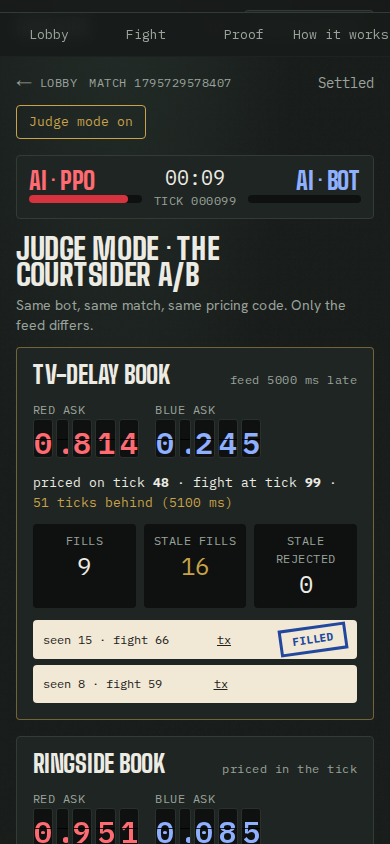 Lobby Fight Proof How it works
← LOBBY MATCH 1795729578407 Settled
Judge mode on
AI·PPO 00:09 AI·BOT
TICK 000099
JUDGE MODE · THE
COURTSIDER A/B
Same bot, same match, same pricing code. Only the
feed differs.
TV-DELAY BOOK feed 5000 ms late
RED ASK BLUE ASK
0.814 0.245
priced on tick 48 · fight at tick 99 ·
51 ticks behind (5100 ms)
FILLS STALE FILLS STALE
REJECTED
9 16 0
seen 15 · fight 66 tx FILLED
seen 8 · fight 59 tx
RINGSIDE BOOK priced in the tick
RED ASK BLUE ASK
0.951 0.085